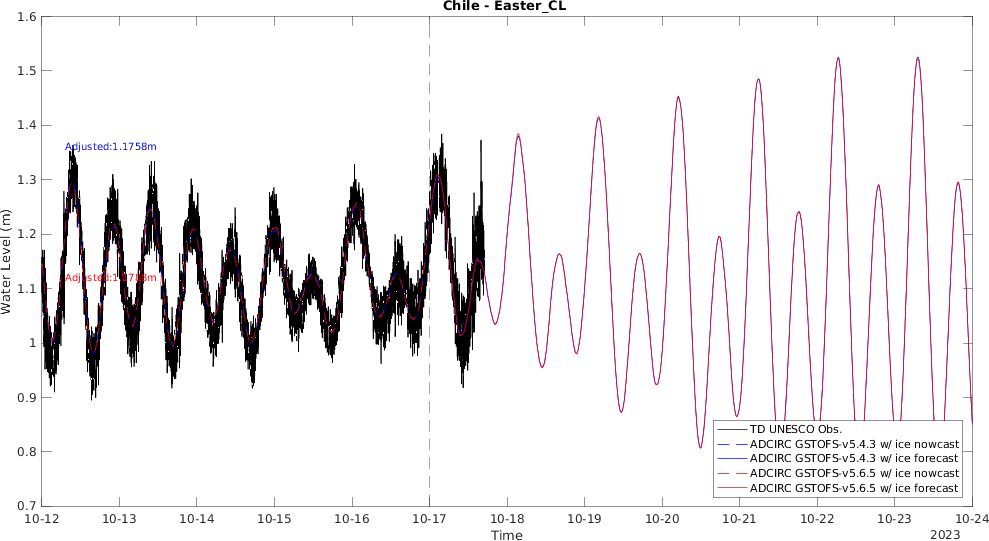 Chile - Easter_CL
1.6
1.5
1.4
1.3
1.2
1.1
1
0.9
0.8
0.7
Water Level (m)
Adjusted:1.1758m
TD UNESCO Obs.
ADCIRC GSTOFS-v5.4.3 w/ ice nowcast
ADCIRC GSTOFS-v5.4.3 w/ ice forecast
ADCIRC GSTOFS-v5.6.5 w/ ice nowcast
ADCIRC GSTOFS-v5.6.5 w/ ice forecast
10-12 10-13 10-14 10-15 10-16 10-17 10-18 10-19 10-20 10-21 10-22 10-23 10-24
Time
2023